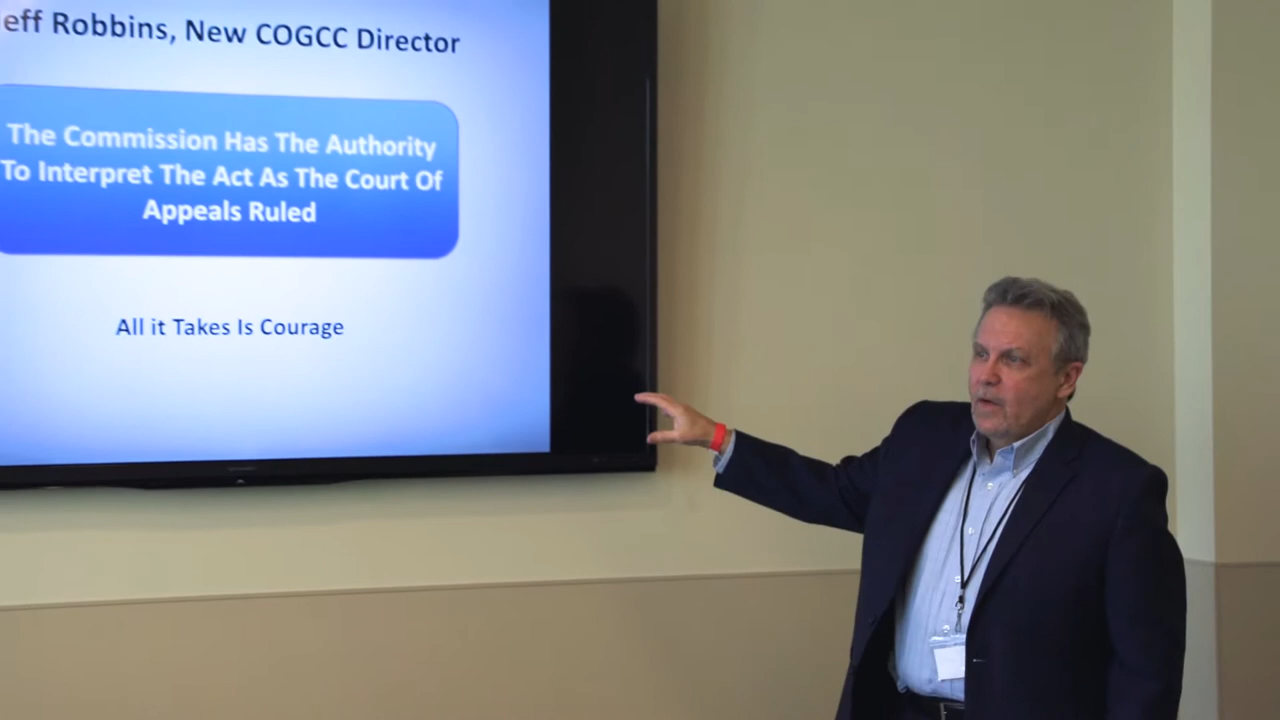 eff Robbins, New COGCC Director
The Commission Has The Authority
To Interpret The Act As The Court Of
Appeals Ruled
All it Takes Is Courage